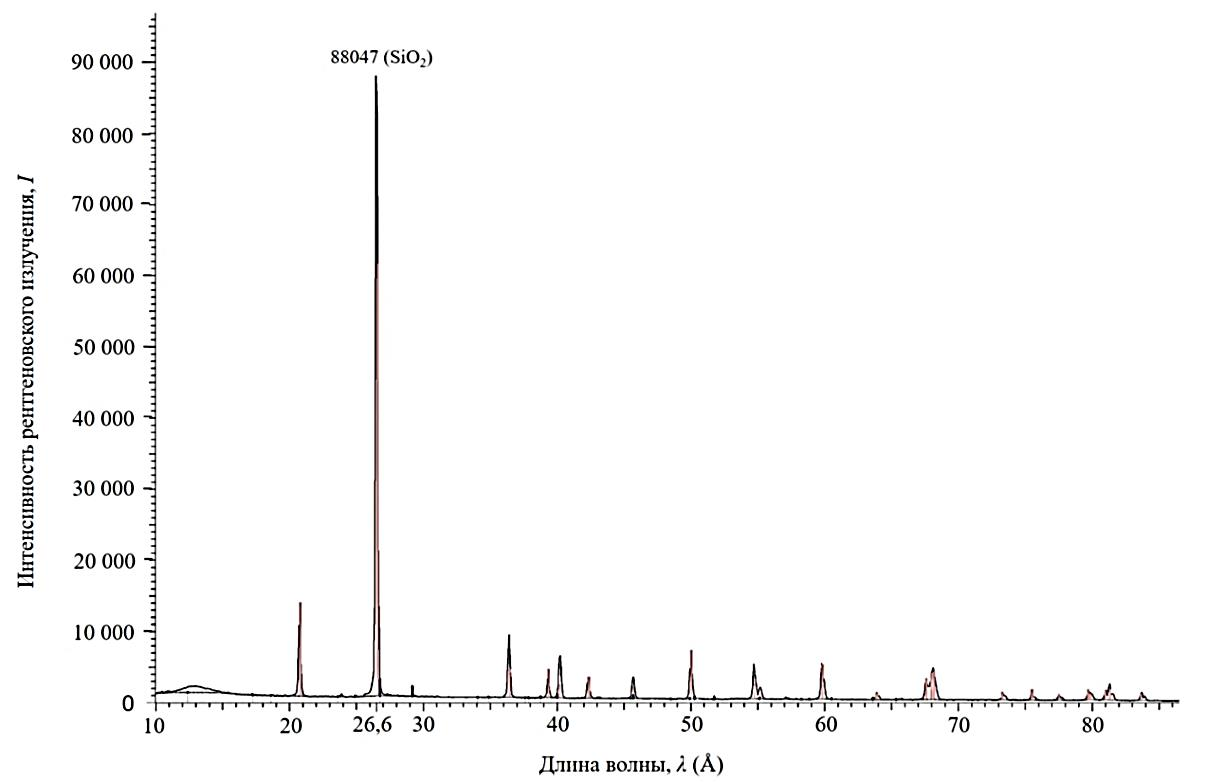 88047 (SiO₂)
90 000
80 000
70 000
60 000
50 000
40 000
30 000
20 000
10 000
0
Интенсивность рентгеновского излучения, I
10 20 26,6 30 40 50 60 70 80
Длина волны, λ (Å)